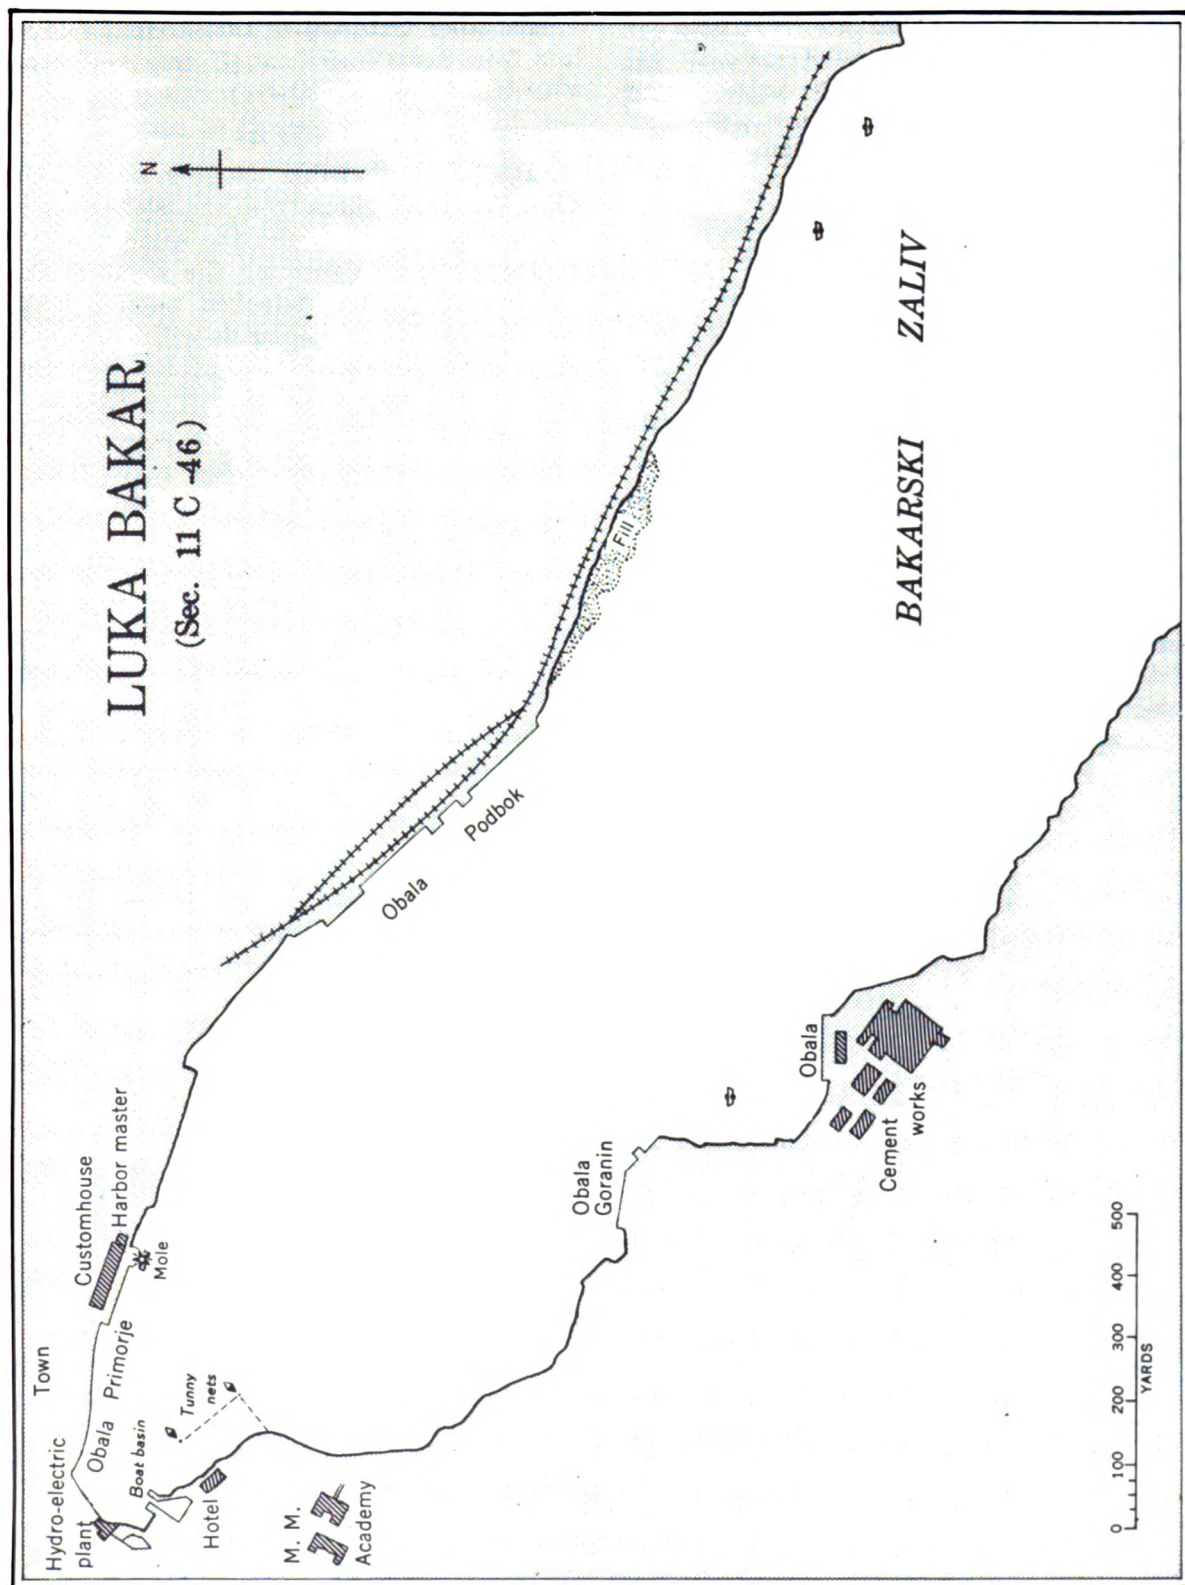 LUKA BAKAR
(Sec. 11 C -46)
N
Town
Hydro-electric
plant
Customhouse
Harbor master
Mole
Obala Primorje
Boat basin
Tunny
nets
Hotel
M. M.
Academy
Obala
Podbok
Fill
Obala
Goranin
Obala
Cement
works
BAKARSKI ZALIV
0 100 200 300 400 500
YARDS